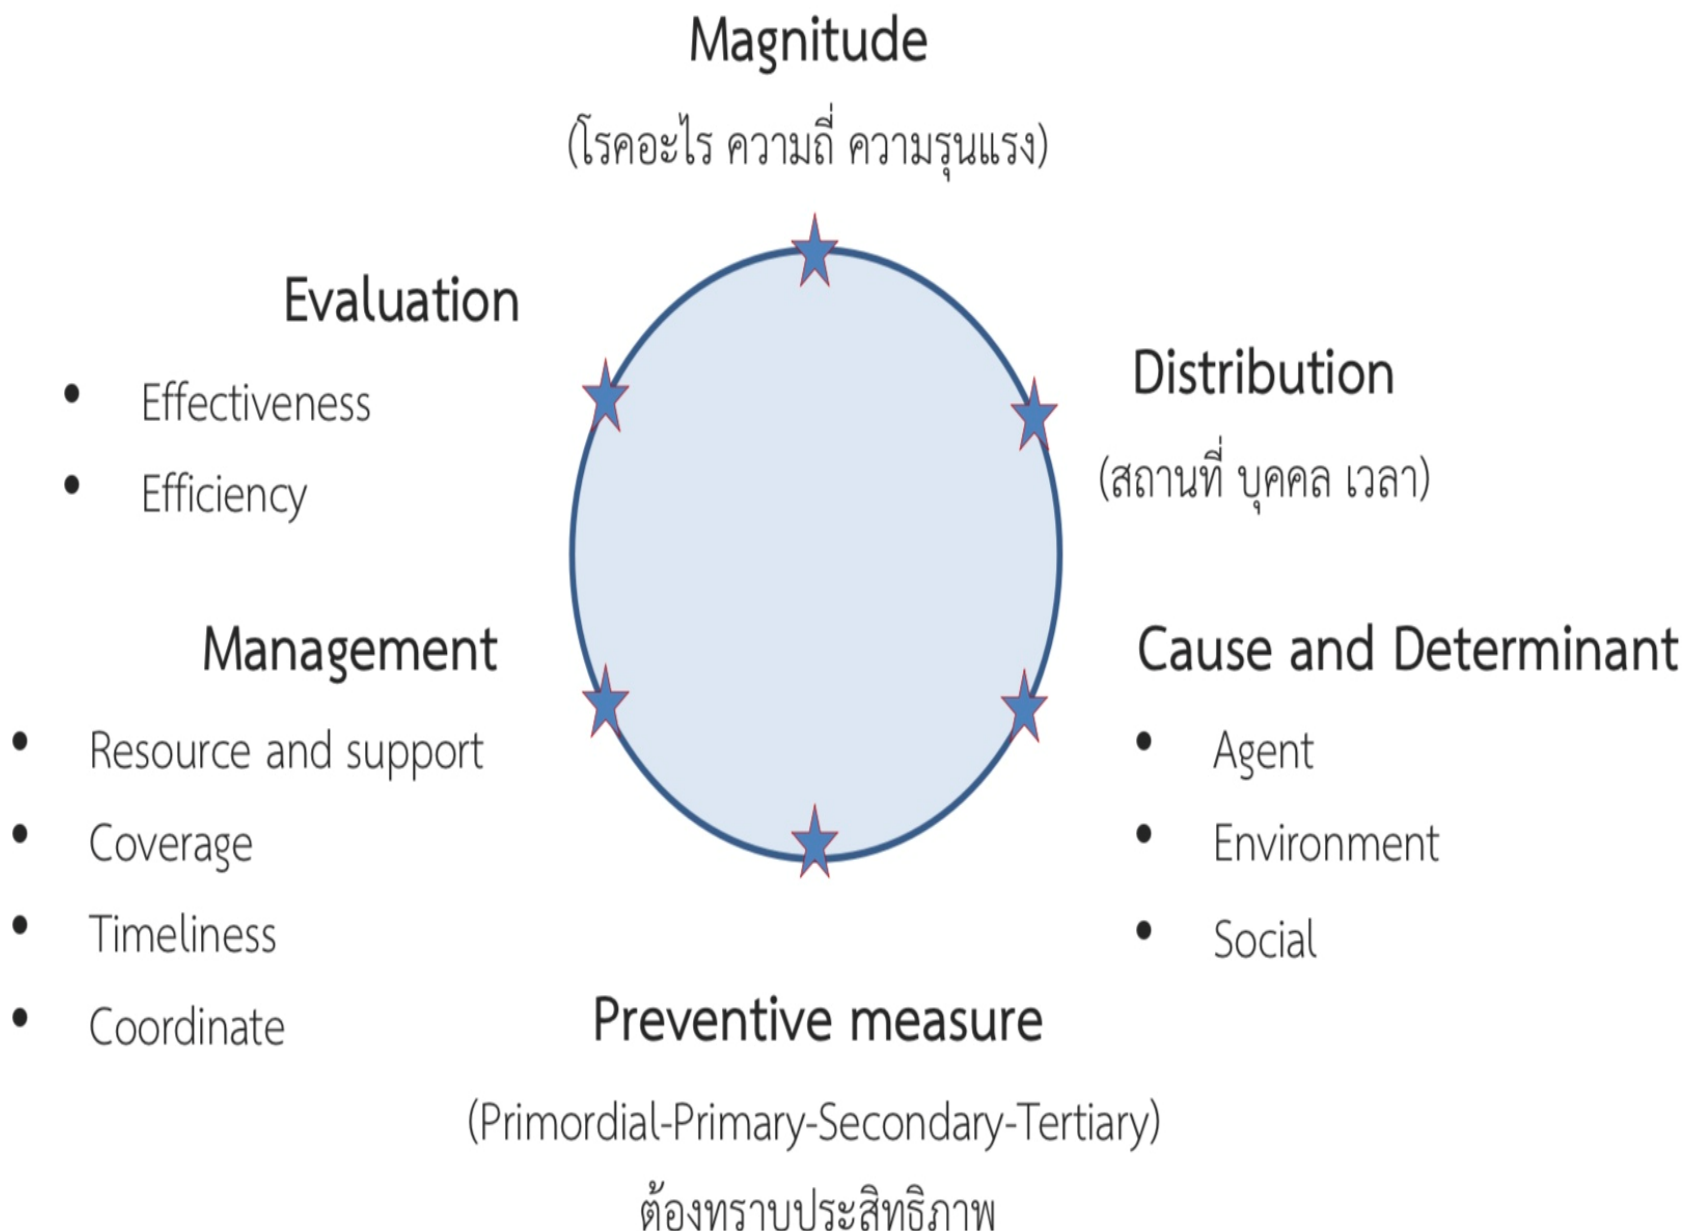 Magnitude
(โรคอะไร ความถี่ ความรุนแรง)
Distribution
(สถานที่ บุคคล เวลา)
Cause and Determinant
• Agent
• Environment
• Social
Preventive measure
(Primordial-Primary-Secondary-Tertiary)
ต้องทราบประสิทธิภาพ
Management
• Resource and support
• Coverage
• Timeliness
• Coordinate
Evaluation
• Effectiveness
• Efficiency